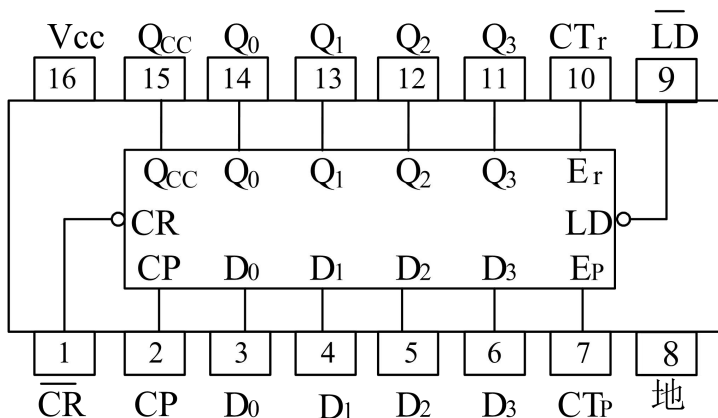 Vcc Qcc Q0 Q1 Q2 Q3 CTr LD
16 15 14 13 12 11 10 9
Qcc Q0 Q1 Q2 Q3 Er
CR LD
CP D0 D1 D2 D3 EP
1 2 3 4 5 6 7 8
CR CP D0 D1 D2 D3 CTP 地